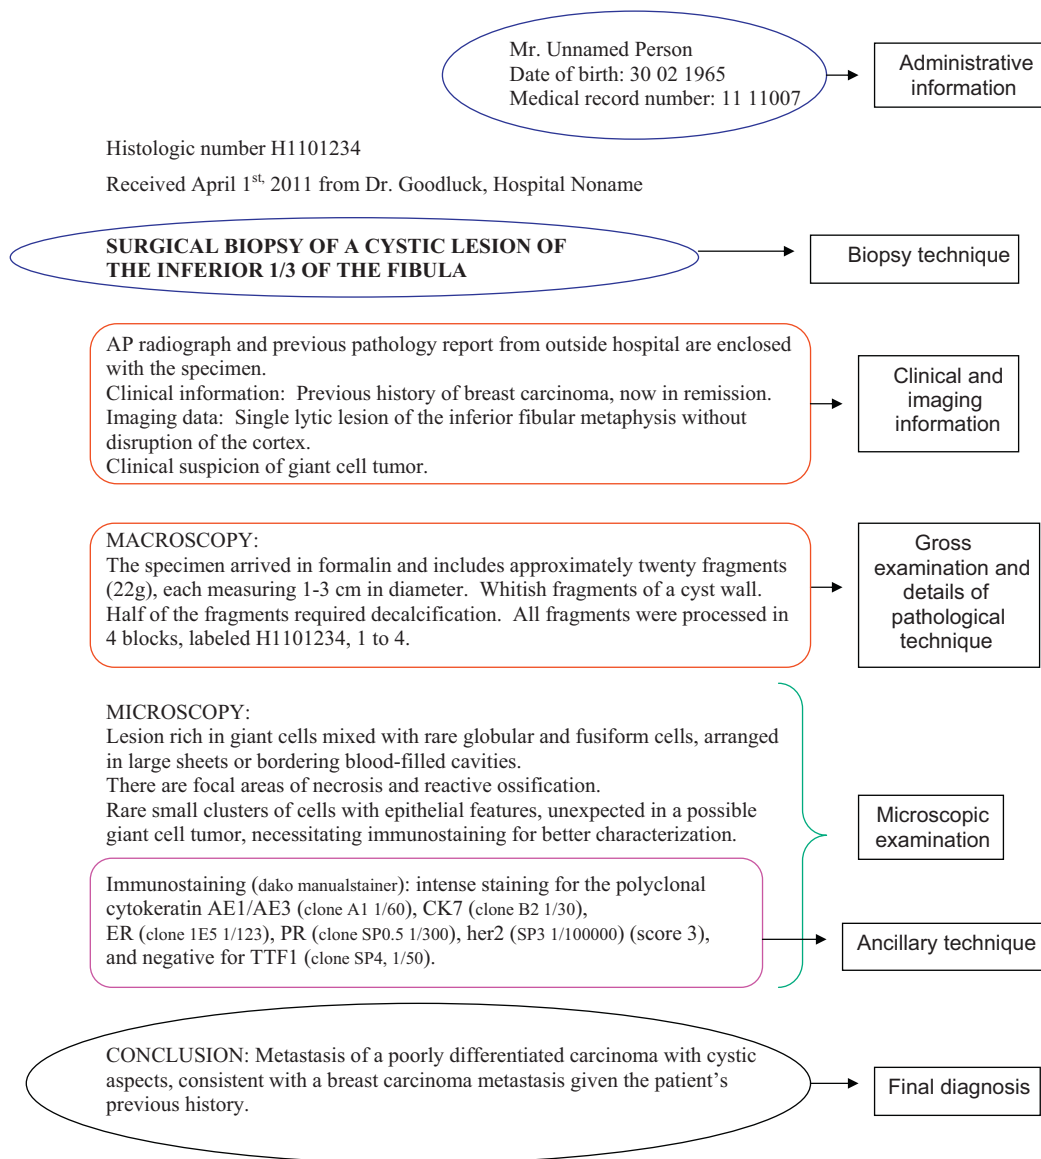 Mr. Unnamed Person
Date of birth: 30 02 1965
Medical record number: 11 11007
Administrative
information
Histologic number H1101234
Received April 1st, 2011 from Dr. Goodluck, Hospital Noname
SURGICAL BIOPSY OF A CYSTIC LESION OF
THE INFERIOR 1/3 OF THE FIBULA
Biopsy technique
AP radiograph and previous pathology report from outside hospital are enclosed
with the specimen.
Clinical information: Previous history of breast carcinoma, now in remission.
Imaging data: Single lytic lesion of the inferior fibular metaphysis without
disruption of the cortex.
Clinical suspicion of giant cell tumor.
Clinical and
imaging
information
MACROSCOPY:
The specimen arrived in formalin and includes approximately twenty fragments
(22g), each measuring 1-3 cm in diameter. Whitish fragments of a cyst wall.
Half of the fragments required decalcification. All fragments were processed in
4 blocks, labeled H1101234, 1 to 4.
Gross
examination and
details of
pathological
technique
MICROSCOPY:
Lesion rich in giant cells mixed with rare globular and fusiform cells, arranged
in large sheets or bordering blood-filled cavities.
There are focal areas of necrosis and reactive ossification.
Rare small clusters of cells with epithelial features, unexpected in a possible
giant cell tumor, necessitating immunostaining for better characterization.
Microscopic
examination
Immunostaining (dako manualstainer): intense staining for the polyclonal
cytokeratin AE1/AE3 (clone A1 1/60), CK7 (clone B2 1/30),
ER (clone 1E5 1/123), PR (clone SP0.5 1/300), her2 (SP3 1/100000) (score 3),
and negative for TTF1 (clone SP4, 1/50).
Ancillary technique
CONCLUSION: Metastasis of a poorly differentiated carcinoma with cystic
aspects, consistent with a breast carcinoma metastasis given the patient's
previous history.
Final diagnosis